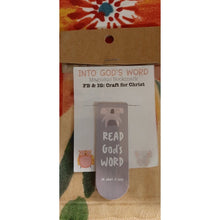 INTO GOD'S WORD
Magnetic Bookmark
FB & IG: Craft for Christ
READ
God's
WORD